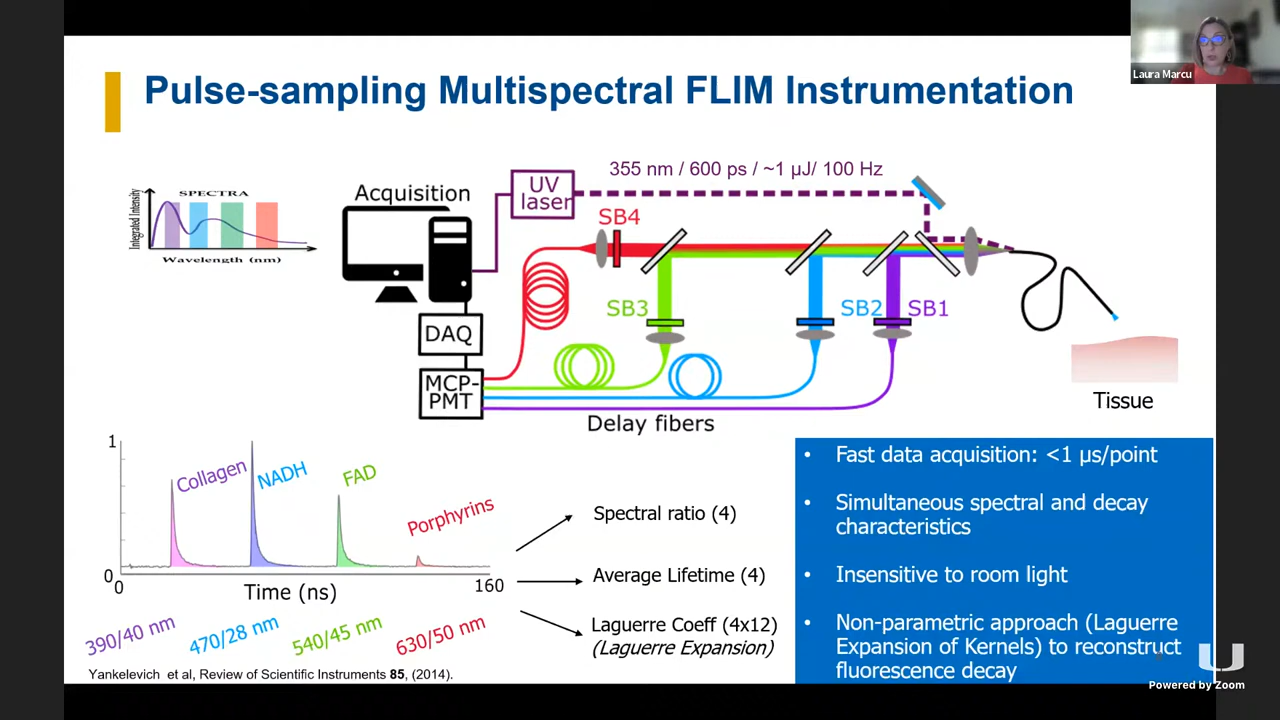 Laura Marcu
Pulse-sampling Multispectral FLIM Instrumentation
SPECTRA
Integrated Intensity
Wavelength (nm)
Acquisition
UV
laser
355 nm / 600 ps / ~1 µJ/ 100 Hz
SB4
SB3
SB2
SB1
DAQ
MCP-
PMT
Delay fibers
Tissue
1
0
Collagen
NADH
FAD
Porphyrins
0
Time (ns)
160
390/40 nm
470/28 nm
540/45 nm
630/50 nm
Spectral ratio (4)
Average Lifetime (4)
Laguerre Coeff (4x12)
(Laguerre Expansion)
• Fast data acquisition: <1 µs/point
• Simultaneous spectral and decay
characteristics
• Insensitive to room light
• Non-parametric approach (Laguerre
Expansion of Kernels) to reconstruct
fluorescence decay
Yankelevich et al, Review of Scientific Instruments 85, (2014).
U
Powered by Zoom